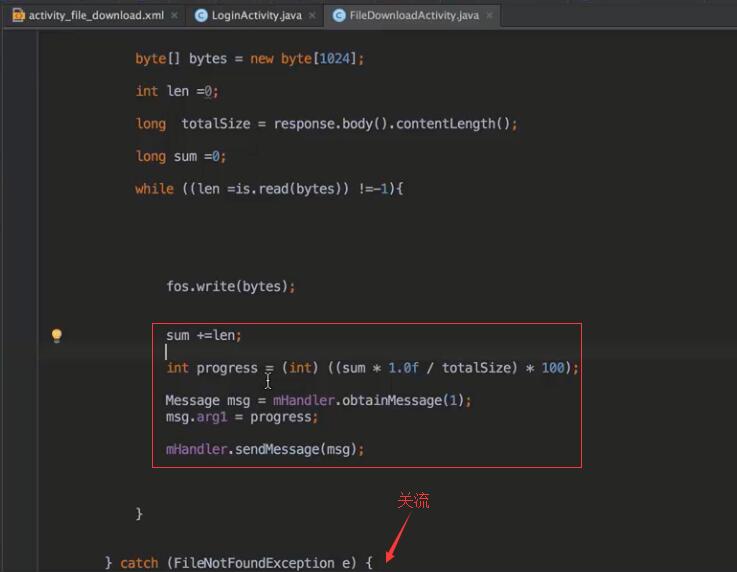 activity_file_download.xml LoginActivity.java FileDownloadActivity.java
byte[] bytes = new byte[1024];
int len =0;
long  totalSize = response.body().contentLength();
long sum =0;
while ((len =is.read(bytes)) !=-1){
fos.write(bytes);
sum +=len;
int progress = (int) ((sum * 1.0f / totalSize) * 100);
Message msg = mHandler.obtainMessage(1);
msg.arg1 = progress;
mHandler.sendMessage(msg);
关流
}
} catch (FileNotFoundException e) {